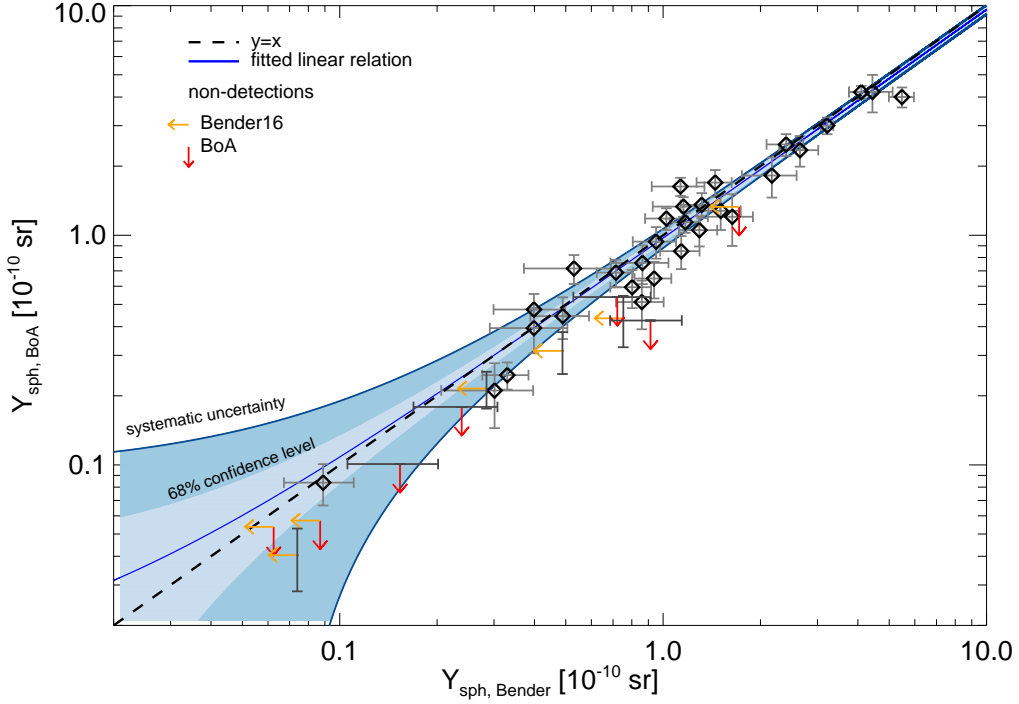 10.0
y=x
fitted linear relation
non-detections
Bender16
BoA
1.0
Y_sph, BoA [10^-10 sr]
systematic uncertainty
68% confidence level
0.1
0.1 1.0 10.0
Y_sph, Bender [10^-10 sr]